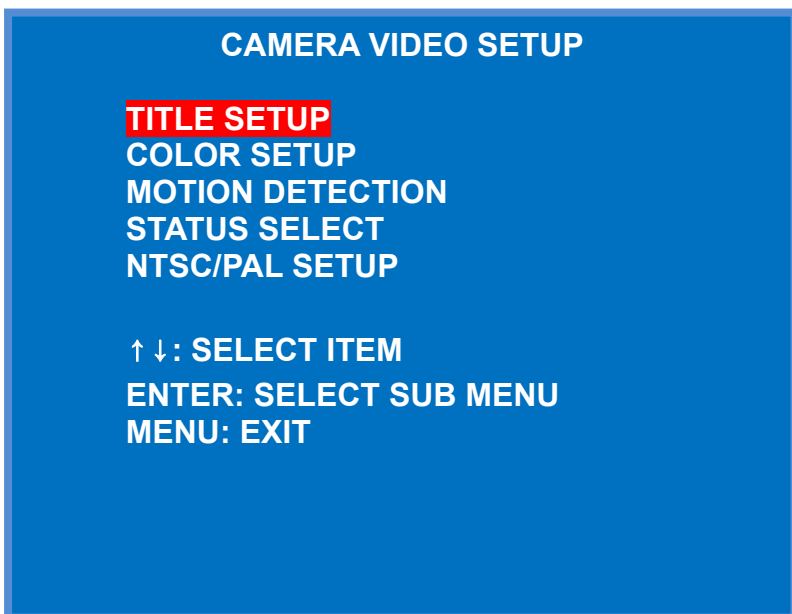 CAMERA VIDEO SETUP
TITLE SETUP
COLOR SETUP
MOTION DETECTION
STATUS SELECT
NTSC/PAL SETUP
↑↓: SELECT ITEM
ENTER: SELECT SUB MENU
MENU: EXIT